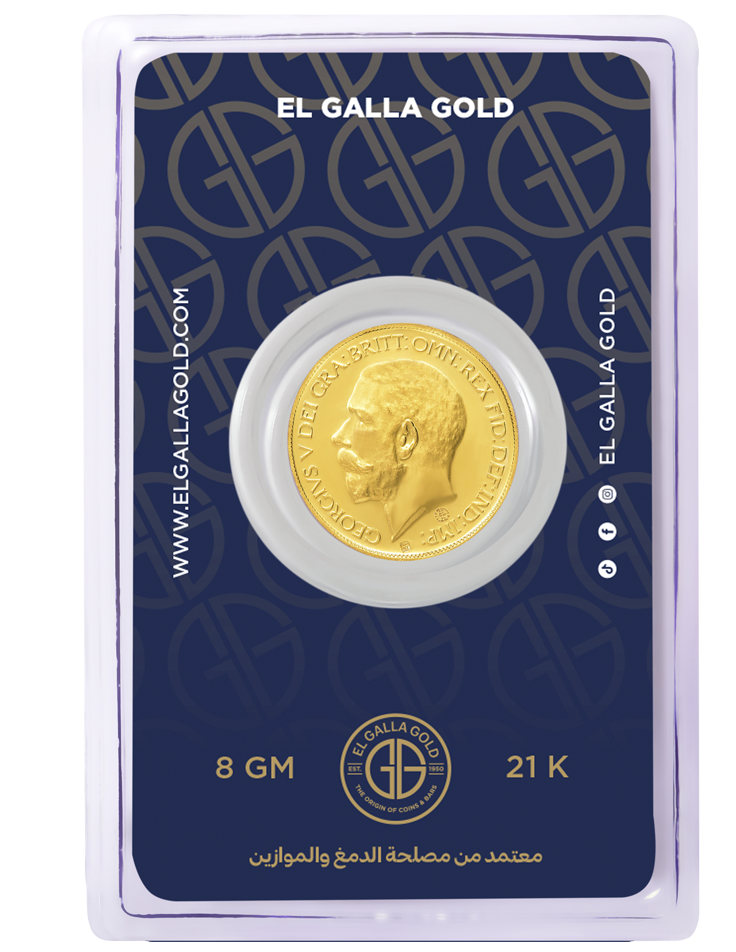 EL GALLA GOLD
WWW.ELGALLAGOLD.COM
GEORGIVS V DEI GRA: BRITT: OMN: REX FID: DEF: IND: IMP:
EL GALLA GOLD
8 GM
EL GALLA GOLD
EST. 1950
THE ORIGIN OF COINS & BARS
21 K
معتمد من مصلحة الدمغ والموازين